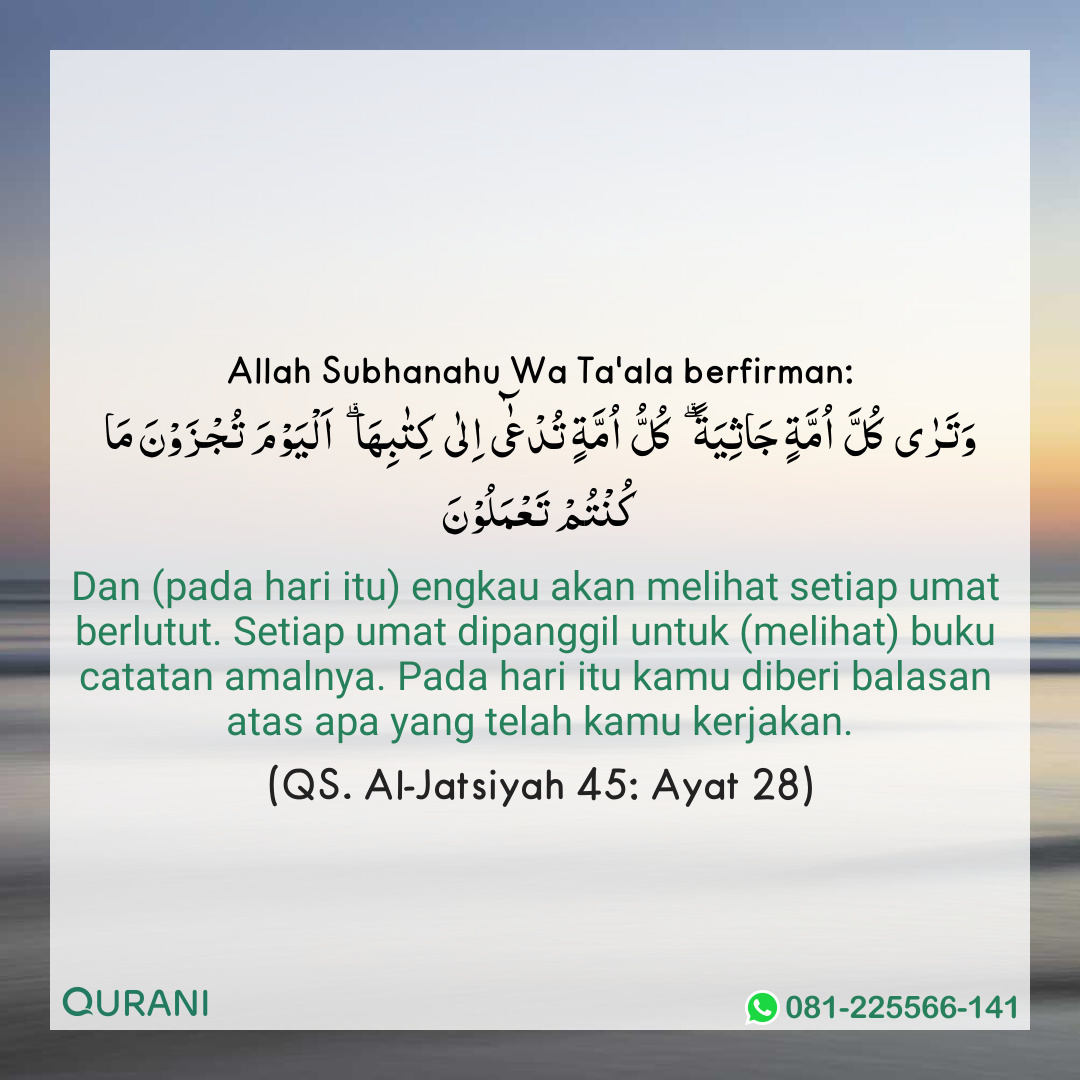 Allah Subhanahu Wa Ta'ala berfirman:
وَتَرٰى كُلَّ اُمَّةٍ جَاثِيَةً ۗ كُلُّ اُمَّةٍ تُدْعٰۤى اِلٰى كِتٰبِهَا ۗ اَلْيَوْمَ تُجْزَوْنَ مَا
كُنْتُمْ تَعْمَلُوْنَ
Dan (pada hari itu) engkau akan melihat setiap umat
berlutut. Setiap umat dipanggil untuk (melihat) buku
catatan amalnya. Pada hari itu kamu diberi balasan
atas apa yang telah kamu kerjakan.
(QS. Al-Jatsiyah 45: Ayat 28)
QURANI
081-225566-141